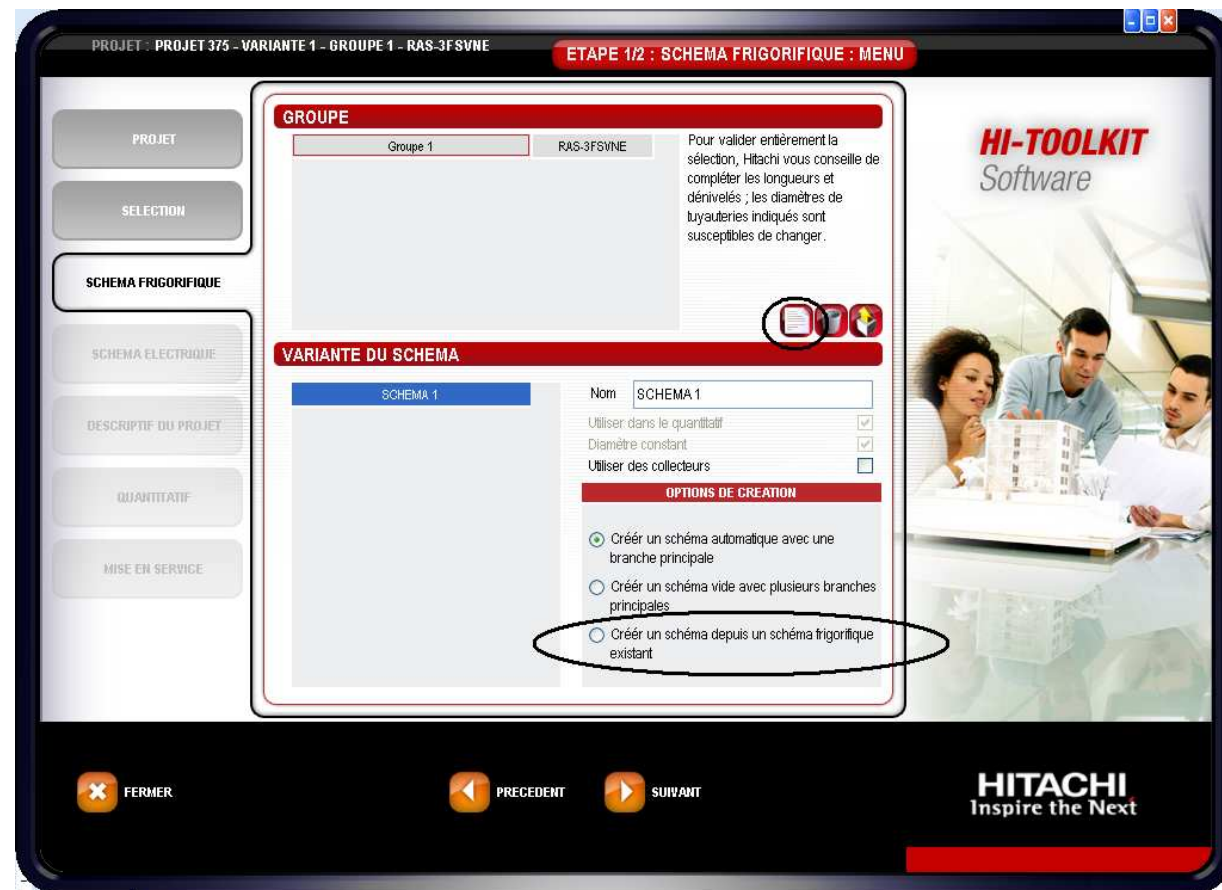 PROJET : PROJET 375 - VARIANTE 1 - GROUPE 1 - RAS-3FSVNE
ETAPE 1/2 : SCHEMA FRIGORIFIQUE : MENU
PROJET
SELECTION
SCHEMA FRIGORIFIQUE
SCHEMA ELECTRIQUE
DESCRIPTIF DU PROJET
QUANTITATIF
MISE EN SERVICE
GROUPE
Groupe 1
RAS-3FSVNE
Pour valider entièrement la
sélection, Hitachi vous conseille de
compléter les longueurs et
dénivelés ; les diamètres de
tuyauteries indiqués sont
susceptibles de changer.
VARIANTE DU SCHEMA
SCHEMA 1
Nom
SCHEMA 1
Utiliser dans le quantitatif
Diamètre constant
Utiliser des collecteurs
OPTIONS DE CREATION
Créér un schéma automatique avec une
branche principale
Créér un schéma vide avec plusieurs branches
principales
Créér un schéma depuis un schéma frigorifique
existant
HI-TOOLKIT
Software
FERMER
PRECEDENT
SUIVANT
HITACHI
Inspire the Next